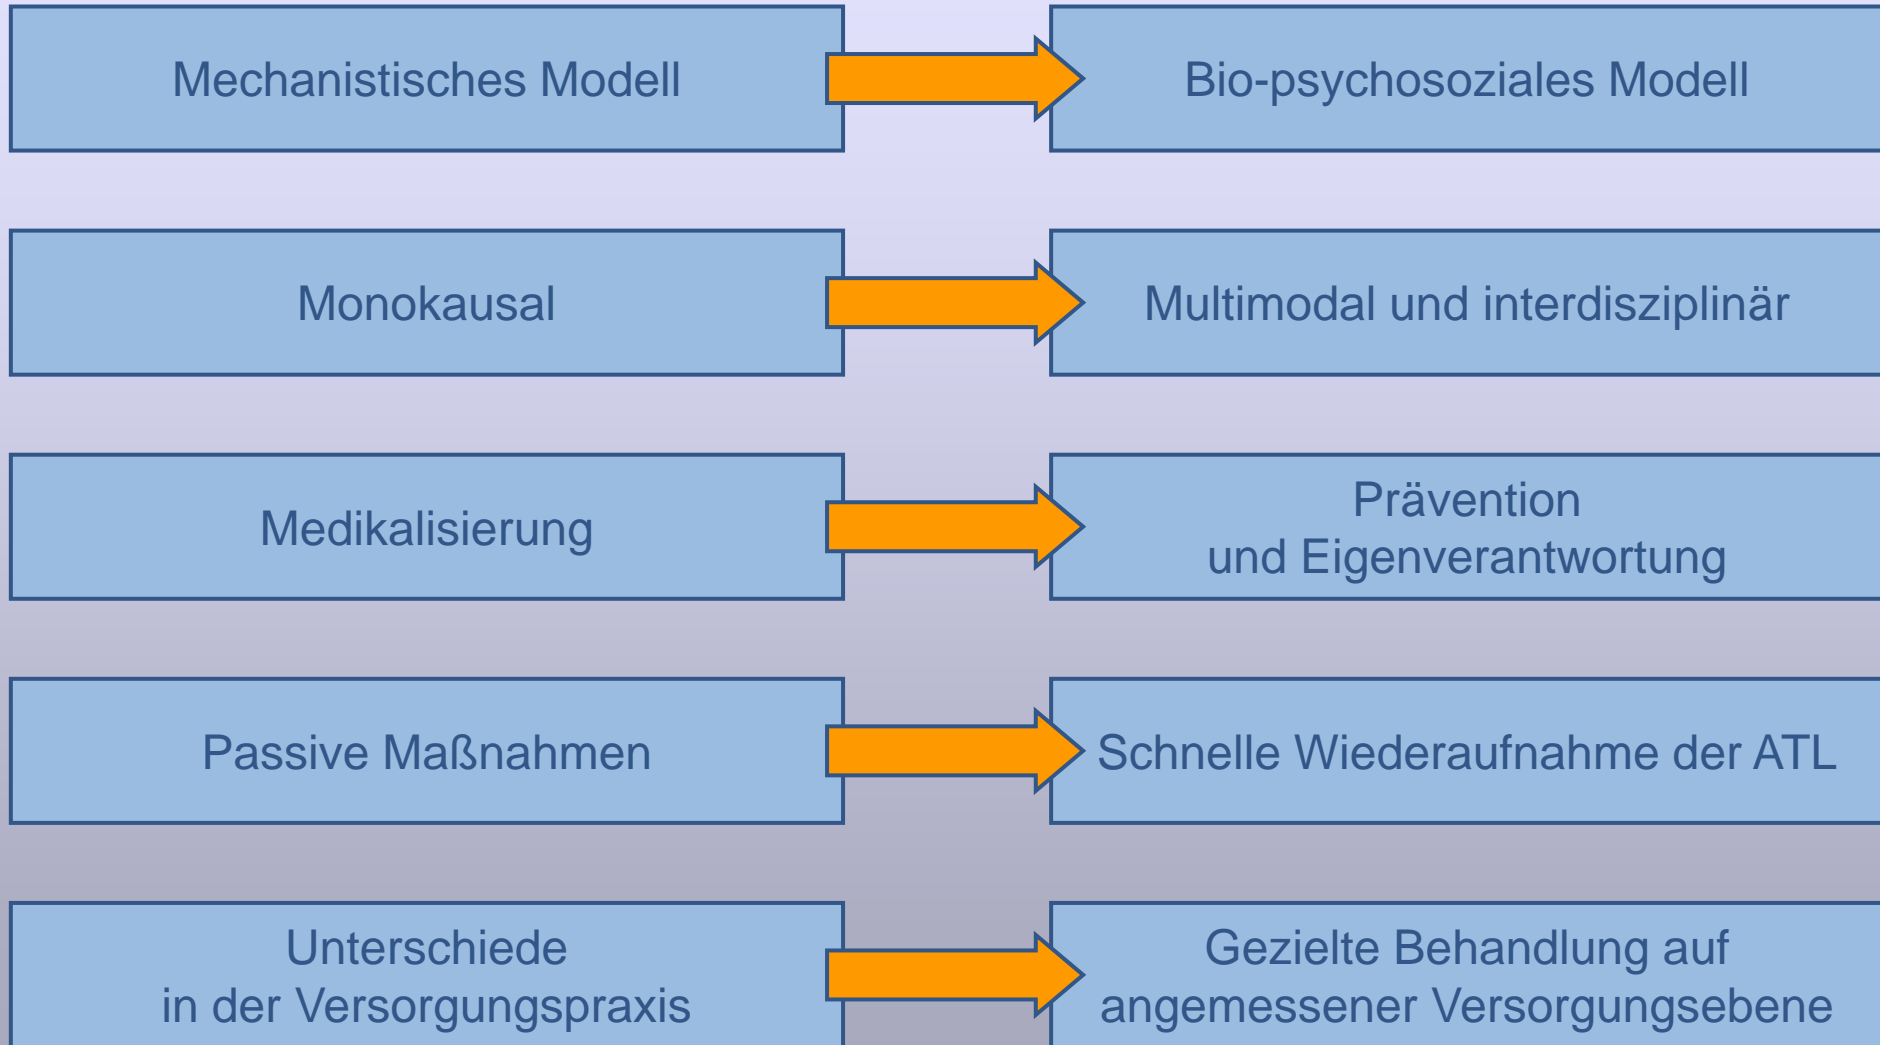 Mechanistisches Modell
Bio-psychosoziales Modell
Monokausal
Multimodal und interdisziplinär
Medikalisierung
Prävention
und Eigenverantwortung
Passive Maßnahmen
Schnelle Wiederaufnahme der ATL
Unterschiede
in der Versorgungspraxis
Gezielte Behandlung auf
angemessener Versorgungsebene